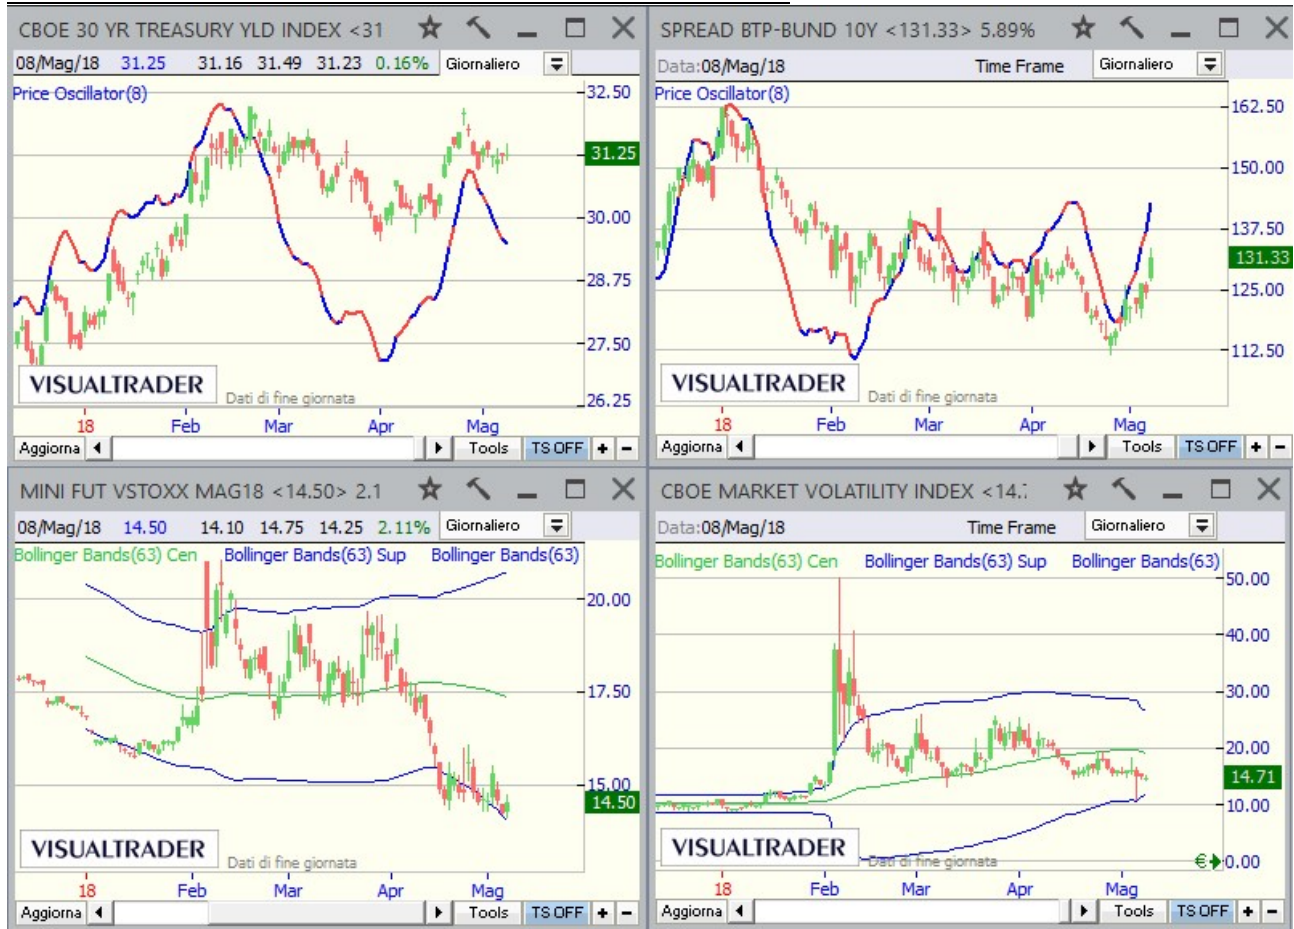 CBOE 30 YR TREASURY YLD INDEX <31
08/Mag/18 31.25 31.16 31.49 31.23 0.16% Giornaliero
Price Oscillator(8)
32.50
31.25
30.00
28.75
27.50
26.25
VISUALTRADER
Dati di fine giornata
18 Feb Mar Apr Mag
Aggiorna Tools TS OFF + -
SPREAD BTP-BUND 10Y <131.33> 5.89%
Data:08/Mag/18 Time Frame Giornaliero
Price Oscillator(8)
162.50
150.00
137.50
131.33
125.00
112.50
VISUALTRADER
Dati di fine giornata
18 Feb Mar Apr Mag
Aggiorna Tools TS OFF + -
MINI FUT VSTOXX MAG18 <14.50> 2.1
08/Mag/18 14.50 14.10 14.75 14.25 2.11% Giornaliero
Bollinger Bands(63) Cen Bollinger Bands(63) Sup Bollinger Bands(63)
20.00
17.50
15.00
14.50
VISUALTRADER
Dati di fine giornata
18 Feb Mar Apr Mag
Aggiorna Tools TS OFF + -
CBOE MARKET VOLATILITY INDEX <14.7
Data:08/Mag/18 Time Frame Giornaliero
Bollinger Bands(63) Cen Bollinger Bands(63) Sup Bollinger Bands(63)
50.00
40.00
30.00
20.00
14.71
10.00
€ 0.00
VISUALTRADER
Dati di fine giornata
18 Feb Mar Apr Mag
Aggiorna Tools TS OFF + -